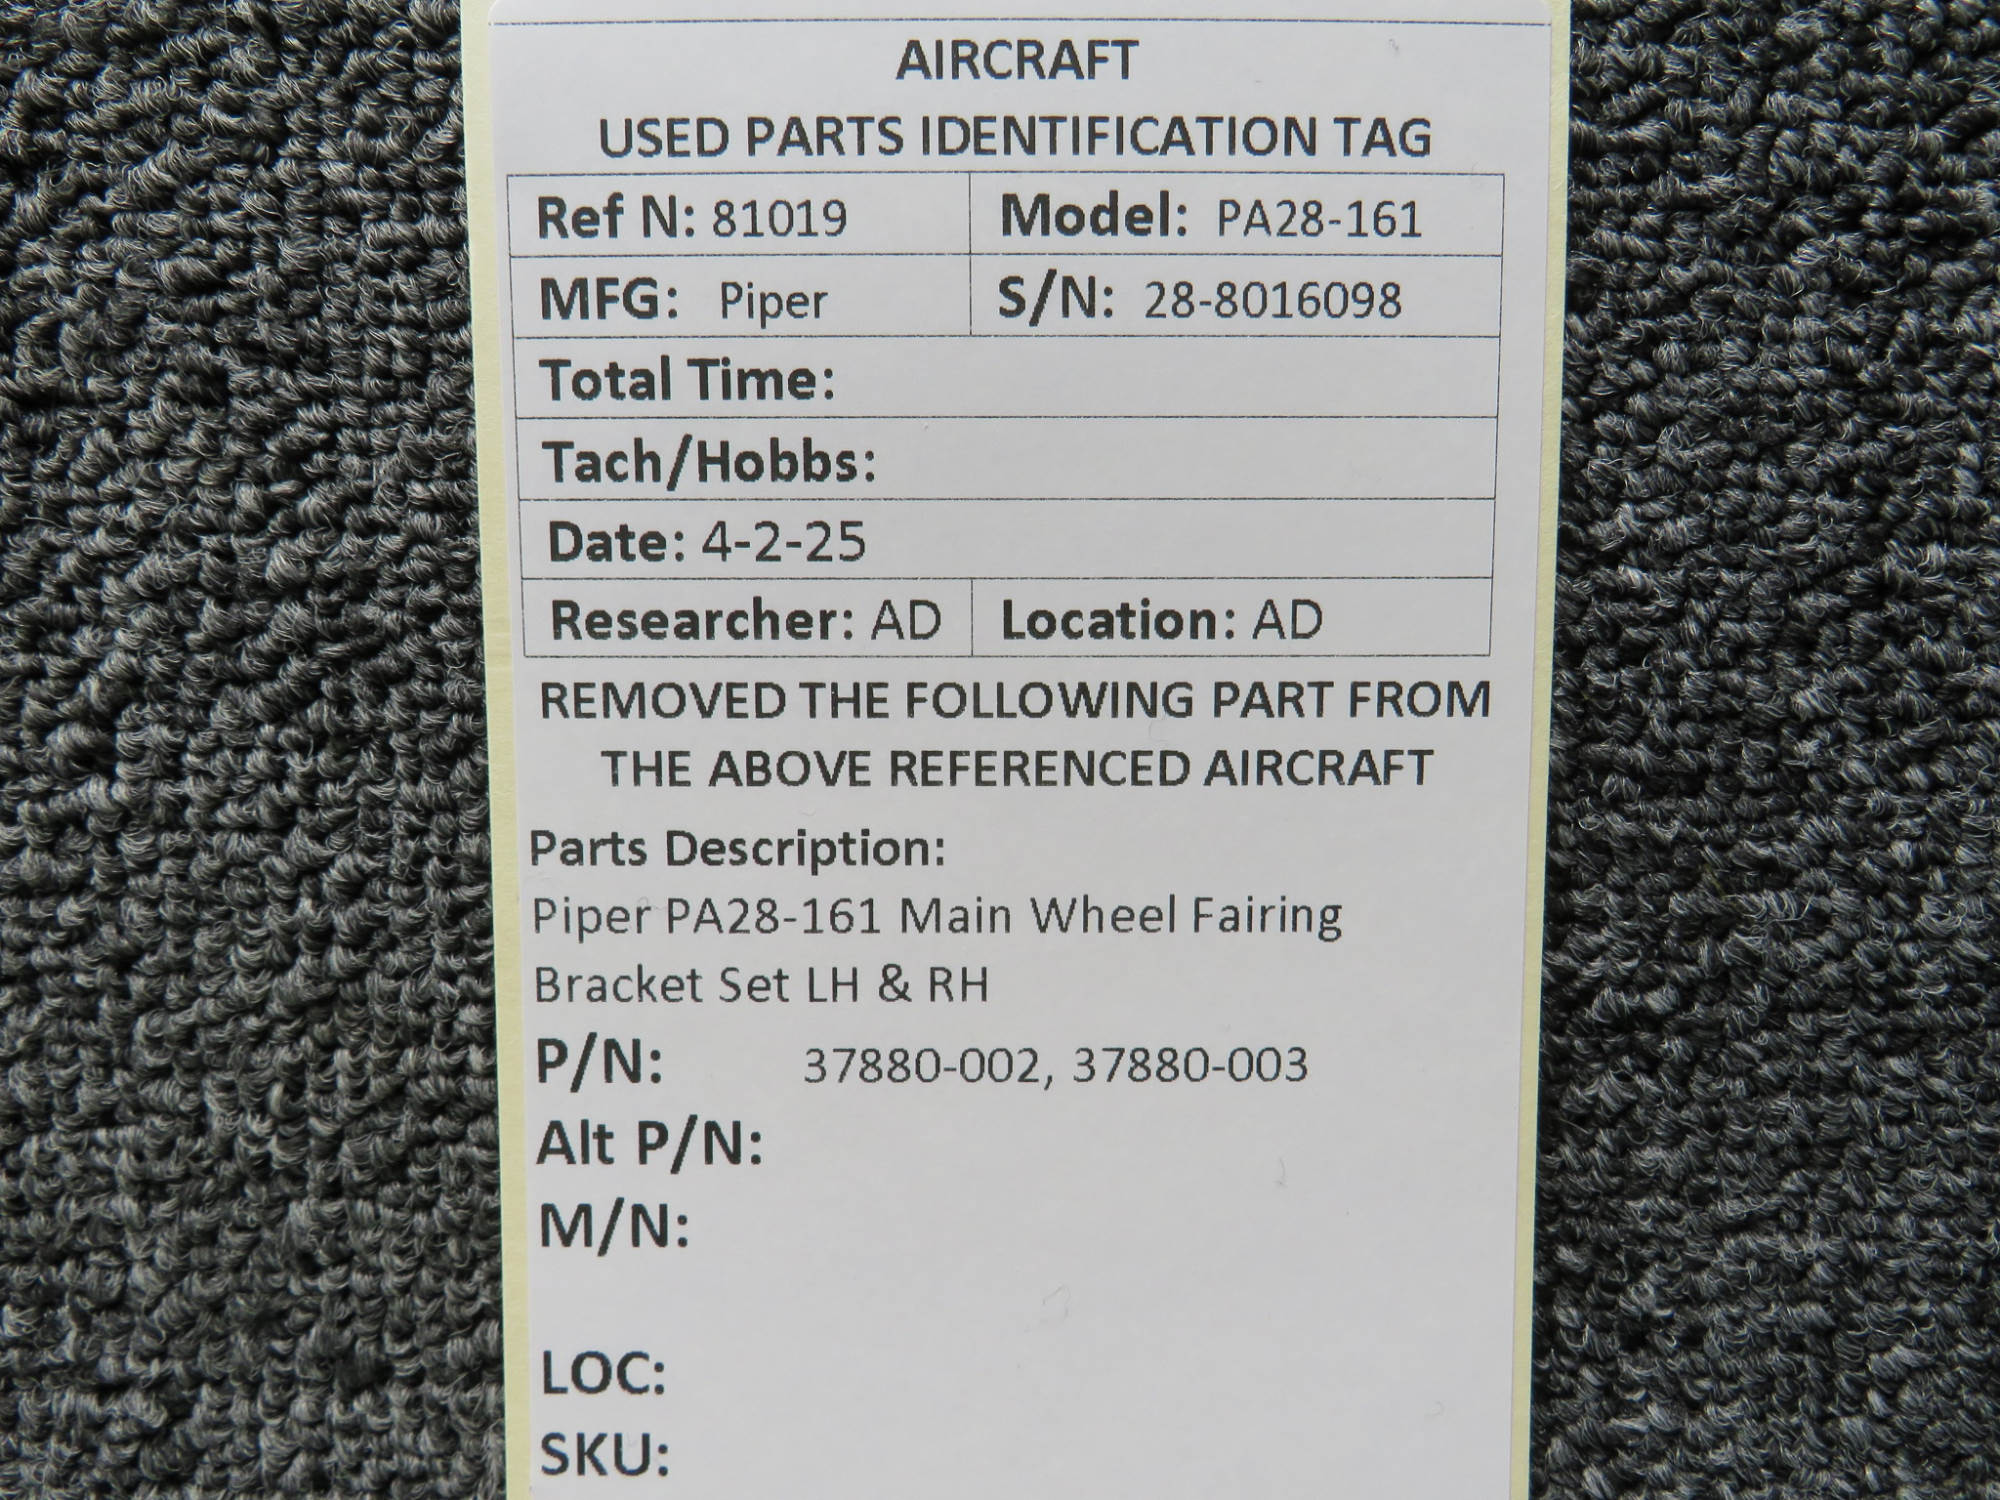 AIRCRAFT
USED PARTS IDENTIFICATION TAG
Ref N: 81019 Model: PA28-161
MFG: Piper S/N: 28-8016098
Total Time:
Tach/Hobbs:
Date: 4-2-25
Researcher: AD Location: AD
REMOVED THE FOLLOWING PART FROM
THE ABOVE REFERENCED AIRCRAFT
Parts Description:
Piper PA28-161 Main Wheel Fairing
Bracket Set LH & RH
P/N: 37880-002, 37880-003
Alt P/N:
M/N:
LOC:
SKU: